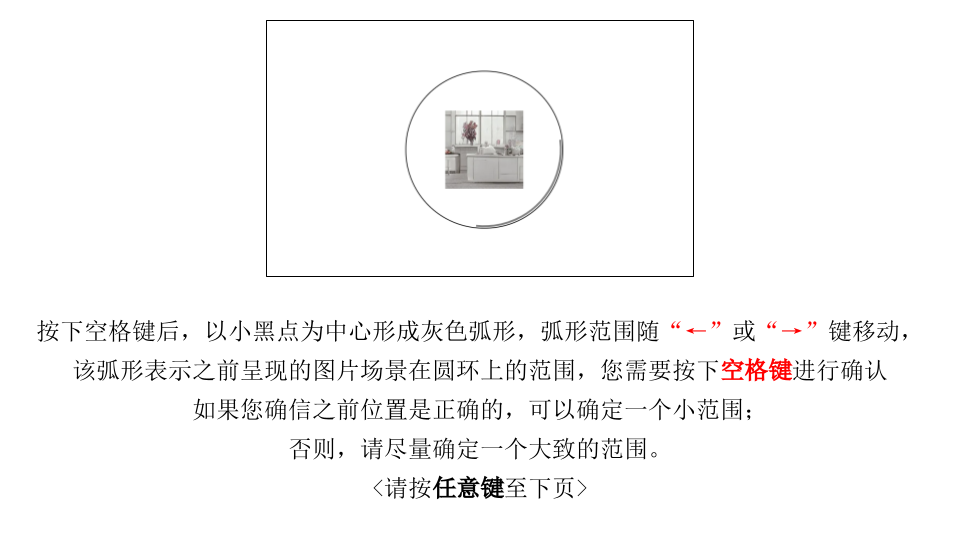 按下空格键后，以小黑点为中心形成灰色弧形，弧形范围随“←”或“→”键移动，
该弧形表示之前呈现的图片场景在圆环上的范围，您需要按下空格键进行确认
如果您确信之前位置是正确的，可以确定一个小范围；
否则，请尽量确定一个大致的范围。
<请按任意键至下页>